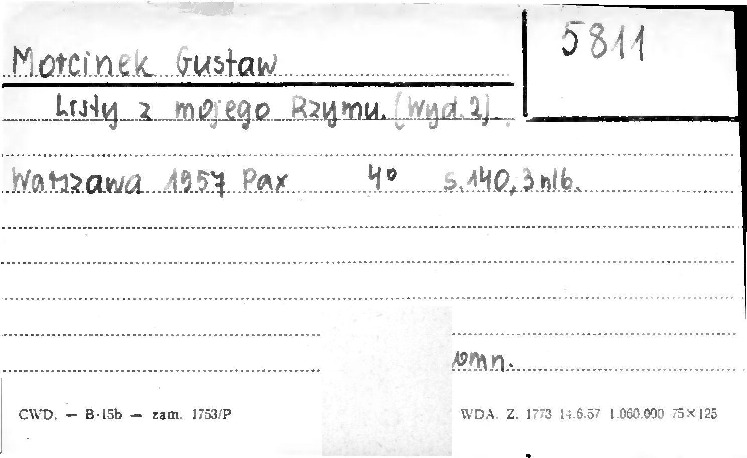 Morcinek Gustaw
5811
Listy z mojego Rzymu. (Wyd. 2).
Warszawa 1957 Pax 4° s. 140, 3 nlb.
omn.
CWD. — B-15b — zam. 1753/P
WDA. Z. 1773 14.6.57 1.060.000 75×125